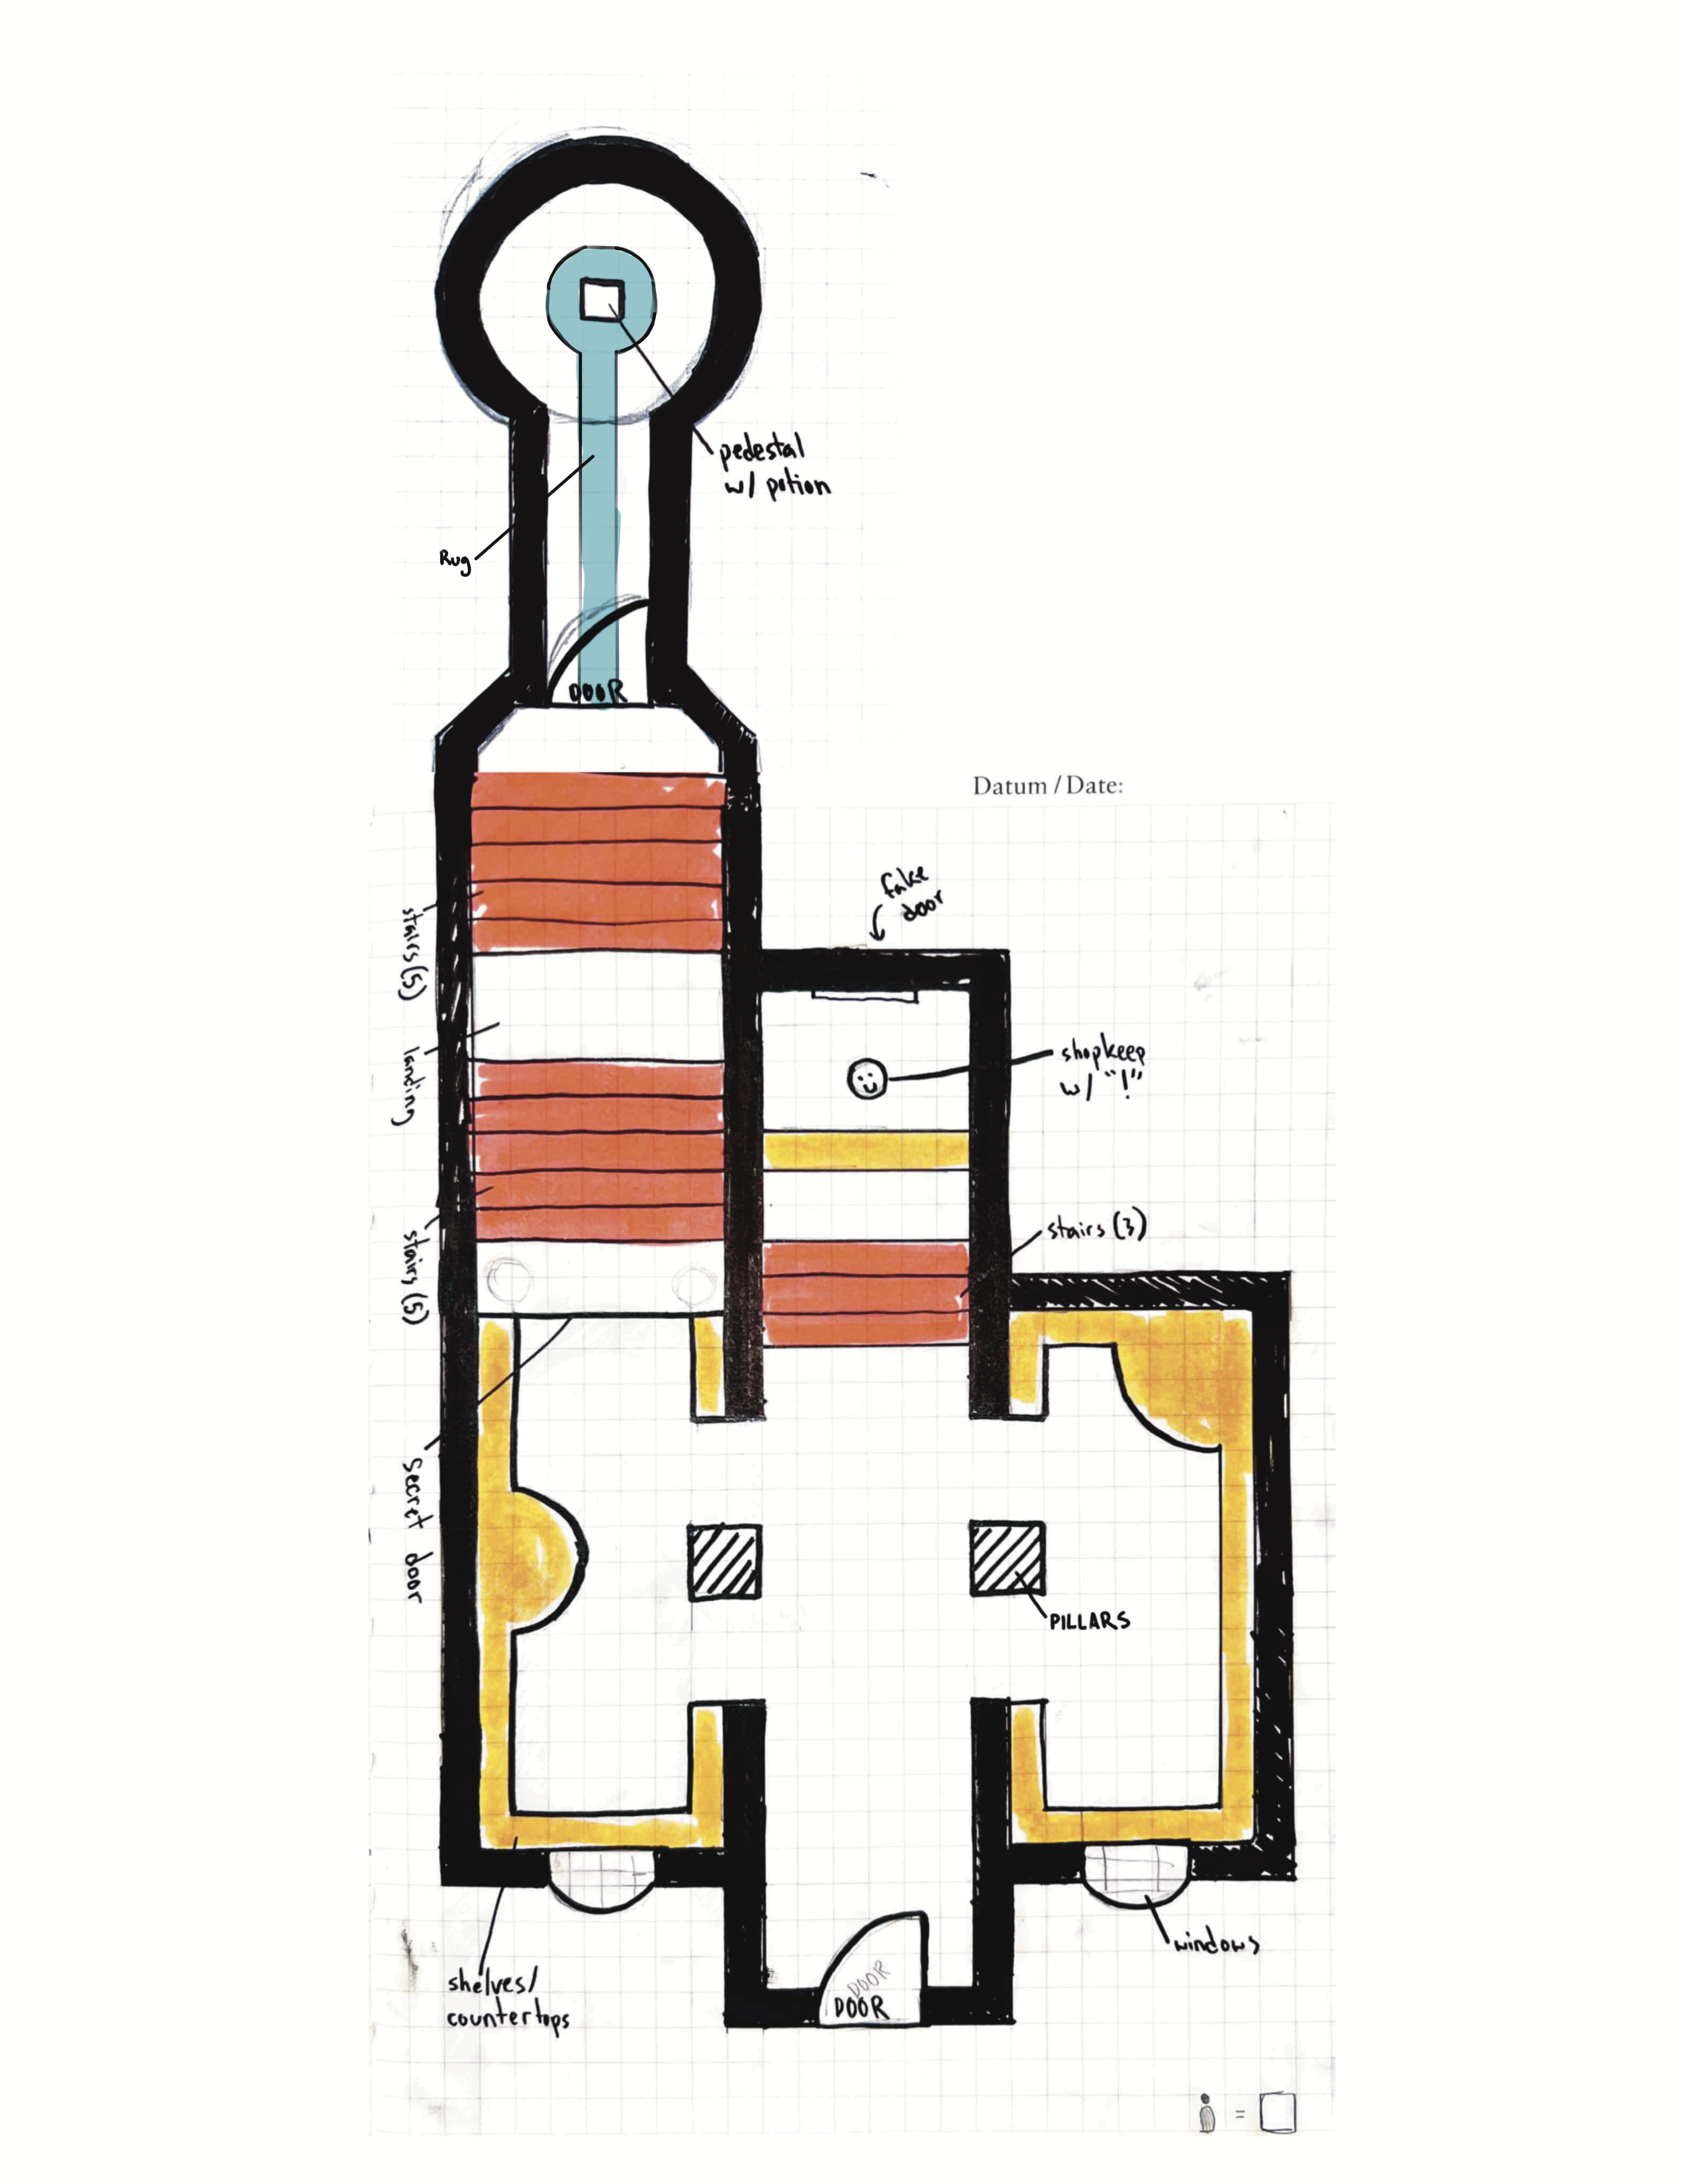 pedestal
w/ potion
Rug
DOOR
Datum / Date:
fake
door
stairs (5)
landing
shopkeep
w/ "!"
stairs (3)
stairs (5)
secret door
PILLARS
windows
shelves/
countertops
DOOR
DOOR
=